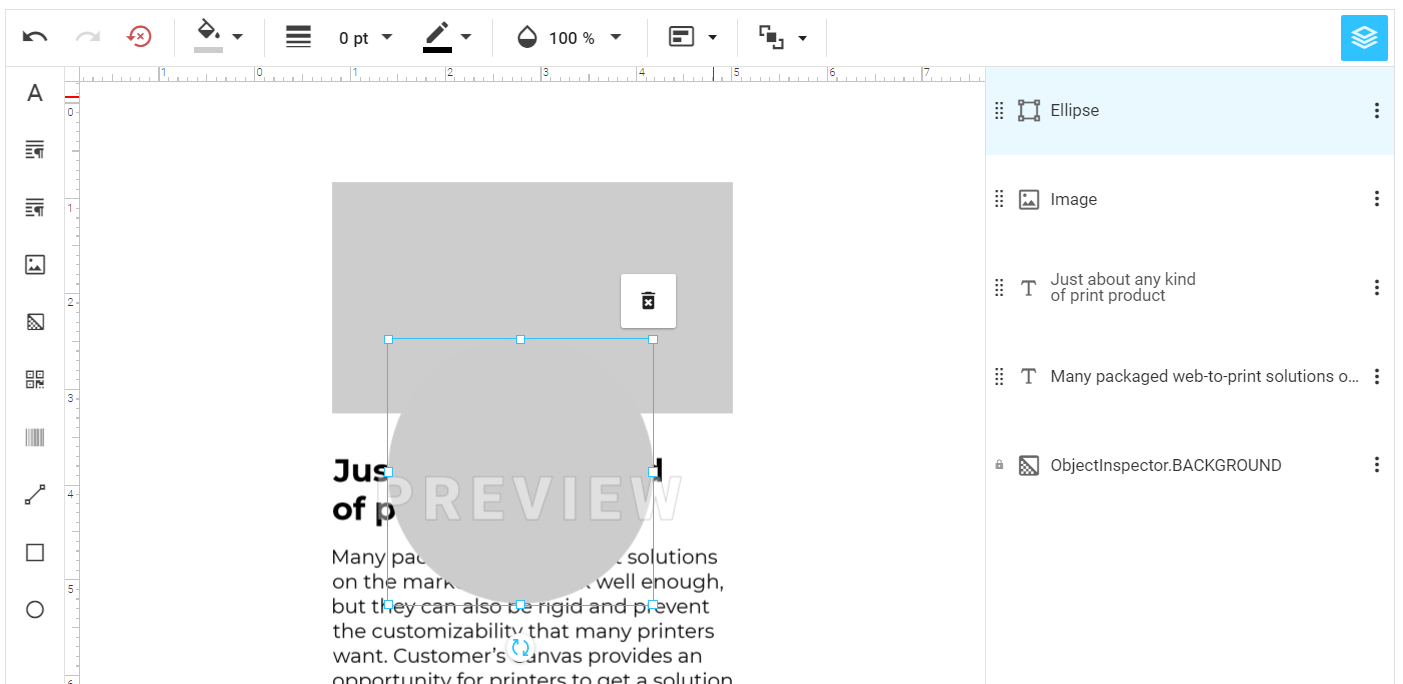 0 pt
100 %
1 0 1 2 3 4 5 6 7
A
0
1
2
3
4
5
Ellipse
Image
Just about any kind
of print product
Many packaged web-to-print solutions o...
ObjectInspector.BACKGROUND
Jus d
of p
PREVIEW
Many pac t solutions
on the mark well enough,
but they can also be rigid and prevent
the customizability that many printers
want. Customer's canvas provides an
opportunity for printers to get a solution